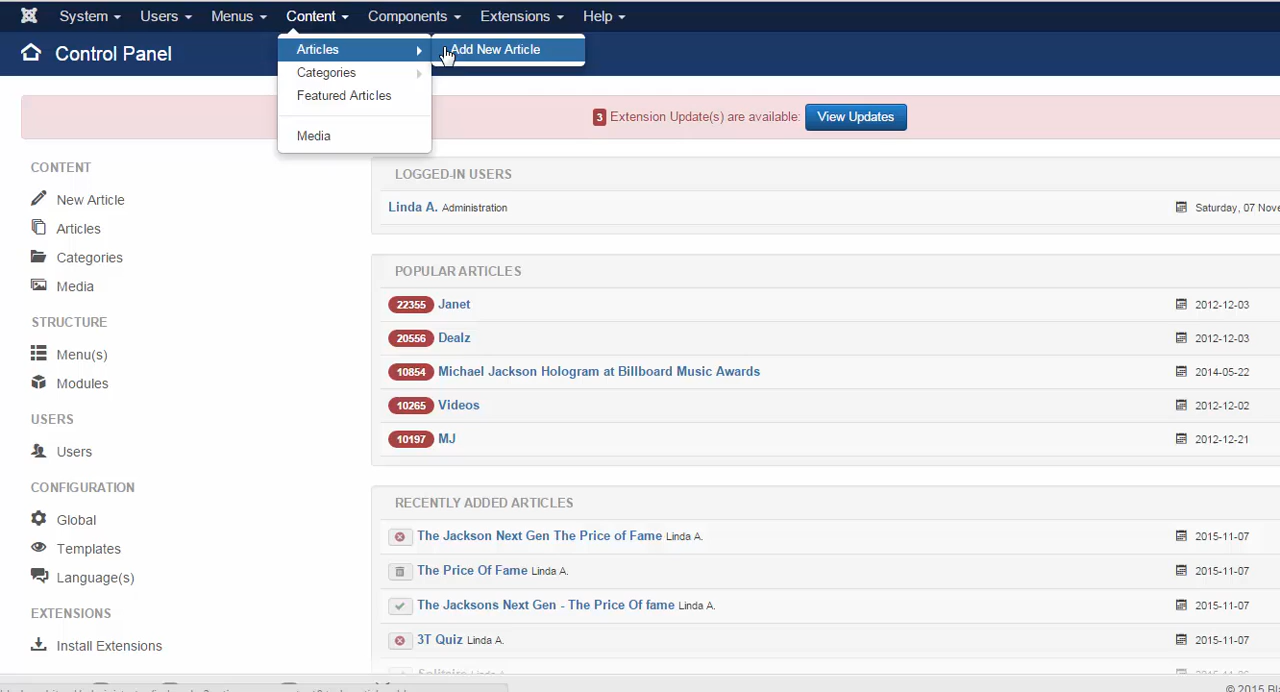 System Users Menus Content Components Extensions Help
Control Panel
Articles
Add New Article
Categories
Featured Articles
Media
3 Extension Update(s) are available: View Updates
CONTENT
New Article
Articles
Categories
Media
STRUCTURE
Menu(s)
Modules
USERS
Users
CONFIGURATION
Global
Templates
Language(s)
EXTENSIONS
Install Extensions
LOGGED-IN USERS
Linda A. Administration Saturday, 07 Nove
POPULAR ARTICLES
22355 Janet 2012-12-03
20556 Dealz 2012-12-03
10854 Michael Jackson Hologram at Billboard Music Awards 2014-05-22
10265 Videos 2012-12-02
10197 MJ 2012-12-21
RECENTLY ADDED ARTICLES
The Jackson Next Gen The Price of Fame Linda A. 2015-11-07
The Price Of Fame Linda A. 2015-11-07
The Jacksons Next Gen - The Price Of fame Linda A. 2015-11-07
3T Quiz Linda A. 2015-11-07
Solitaire Linda A. 2015-11-06
© 2015